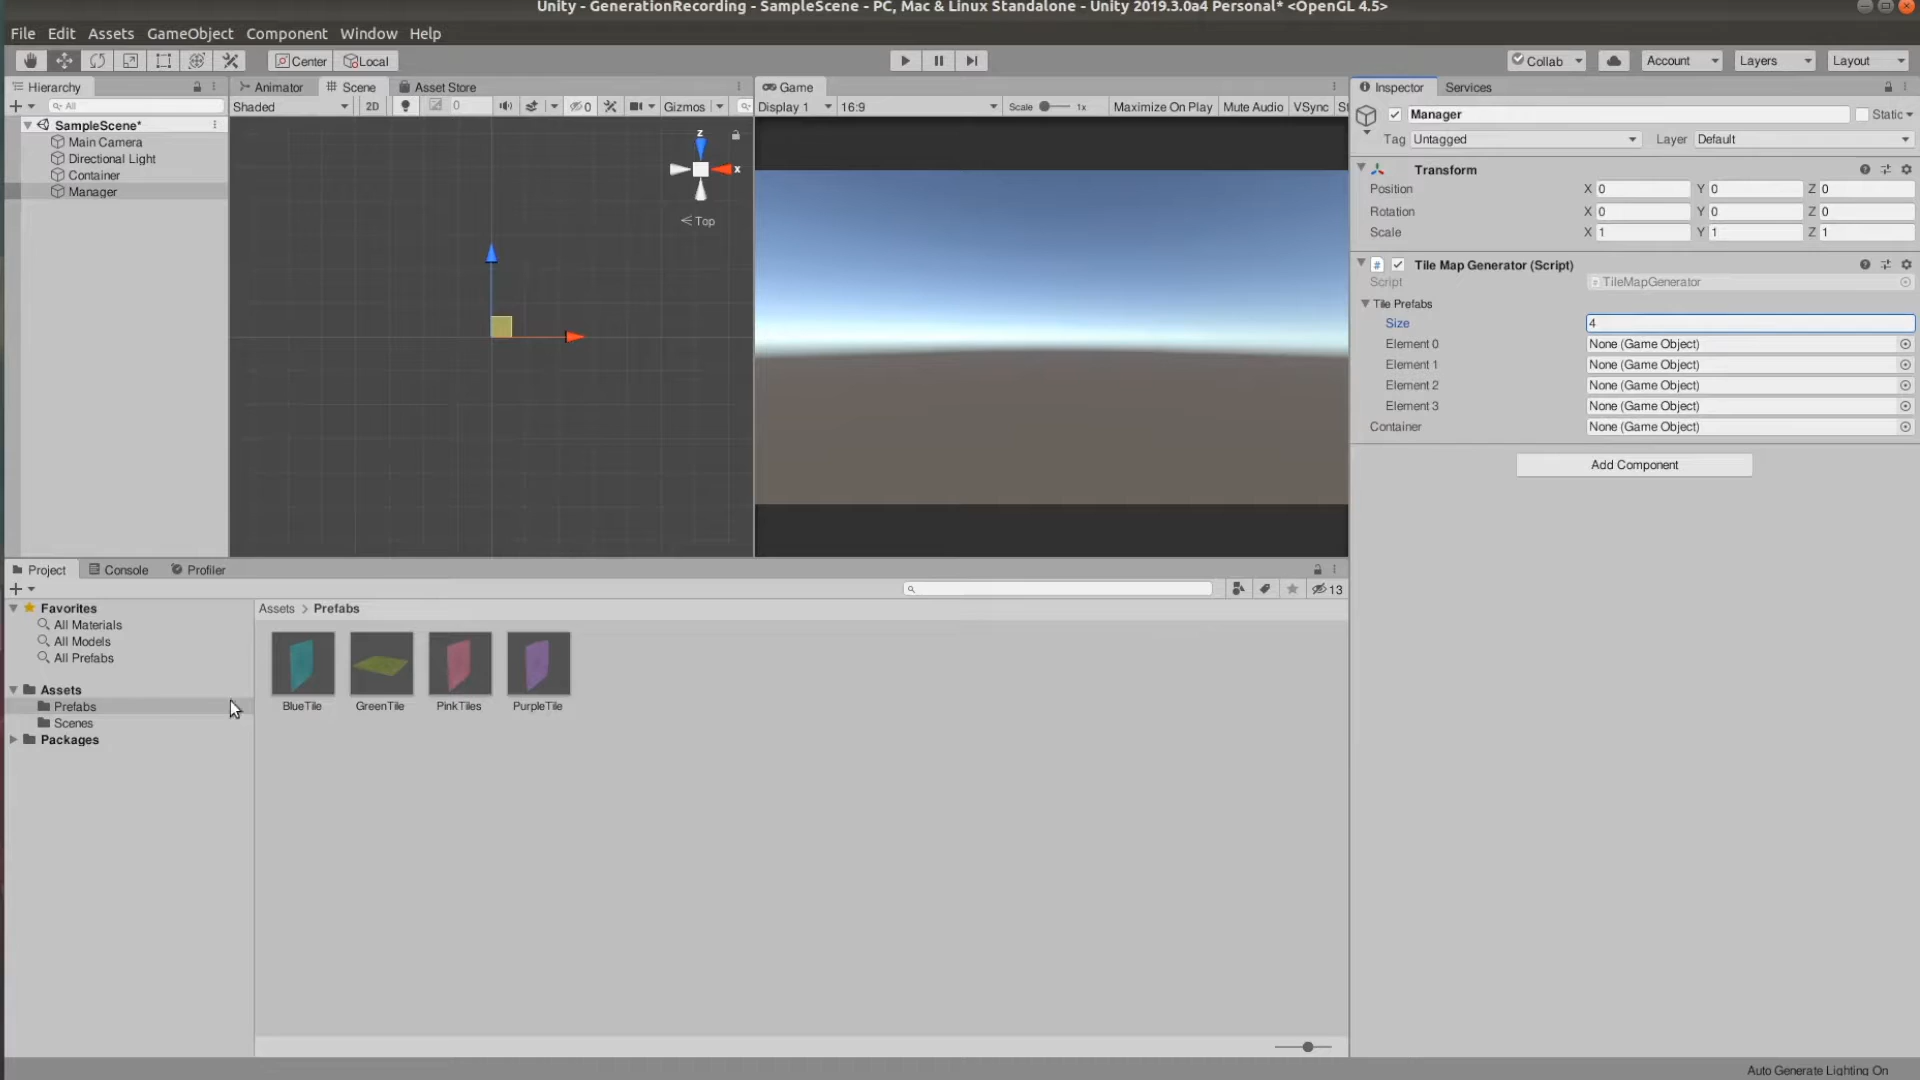 Unity - GenerationRecording - SampleScene - PC, Mac & Linux Standalone - Unity 2019.3.0a4 Personal* <OpenGL 4.5>
File Edit Assets GameObject Component Window Help
Center Local Collab Account Layers Layout
Hierarchy Animator Scene Asset Store Game Inspector Services
All Shaded 2D 0 0 Gizmos Display 1 16:9 Scale 1x Maximize On Play Mute Audio VSync St
SampleScene*
Main Camera
Directional Light
Container
Manager
z
x
Top
Manager Static
Tag Untagged Layer Default
Transform
Position X 0 Y 0 Z 0
Rotation X 0 Y 0 Z 0
Scale X 1 Y 1 Z 1
Tile Map Generator (Script)
Script TileMapGenerator
Tile Prefabs
Size 4
Element 0 None (Game Object)
Element 1 None (Game Object)
Element 2 None (Game Object)
Element 3 None (Game Object)
Container None (Game Object)
Add Component
Project Console Profiler
13
Favorites
All Materials
All Models
All Prefabs
Assets
Prefabs
Scenes
Packages
Assets > Prefabs
BlueTile GreenTile PinkTiles PurpleTile
Auto Generate Lighting On